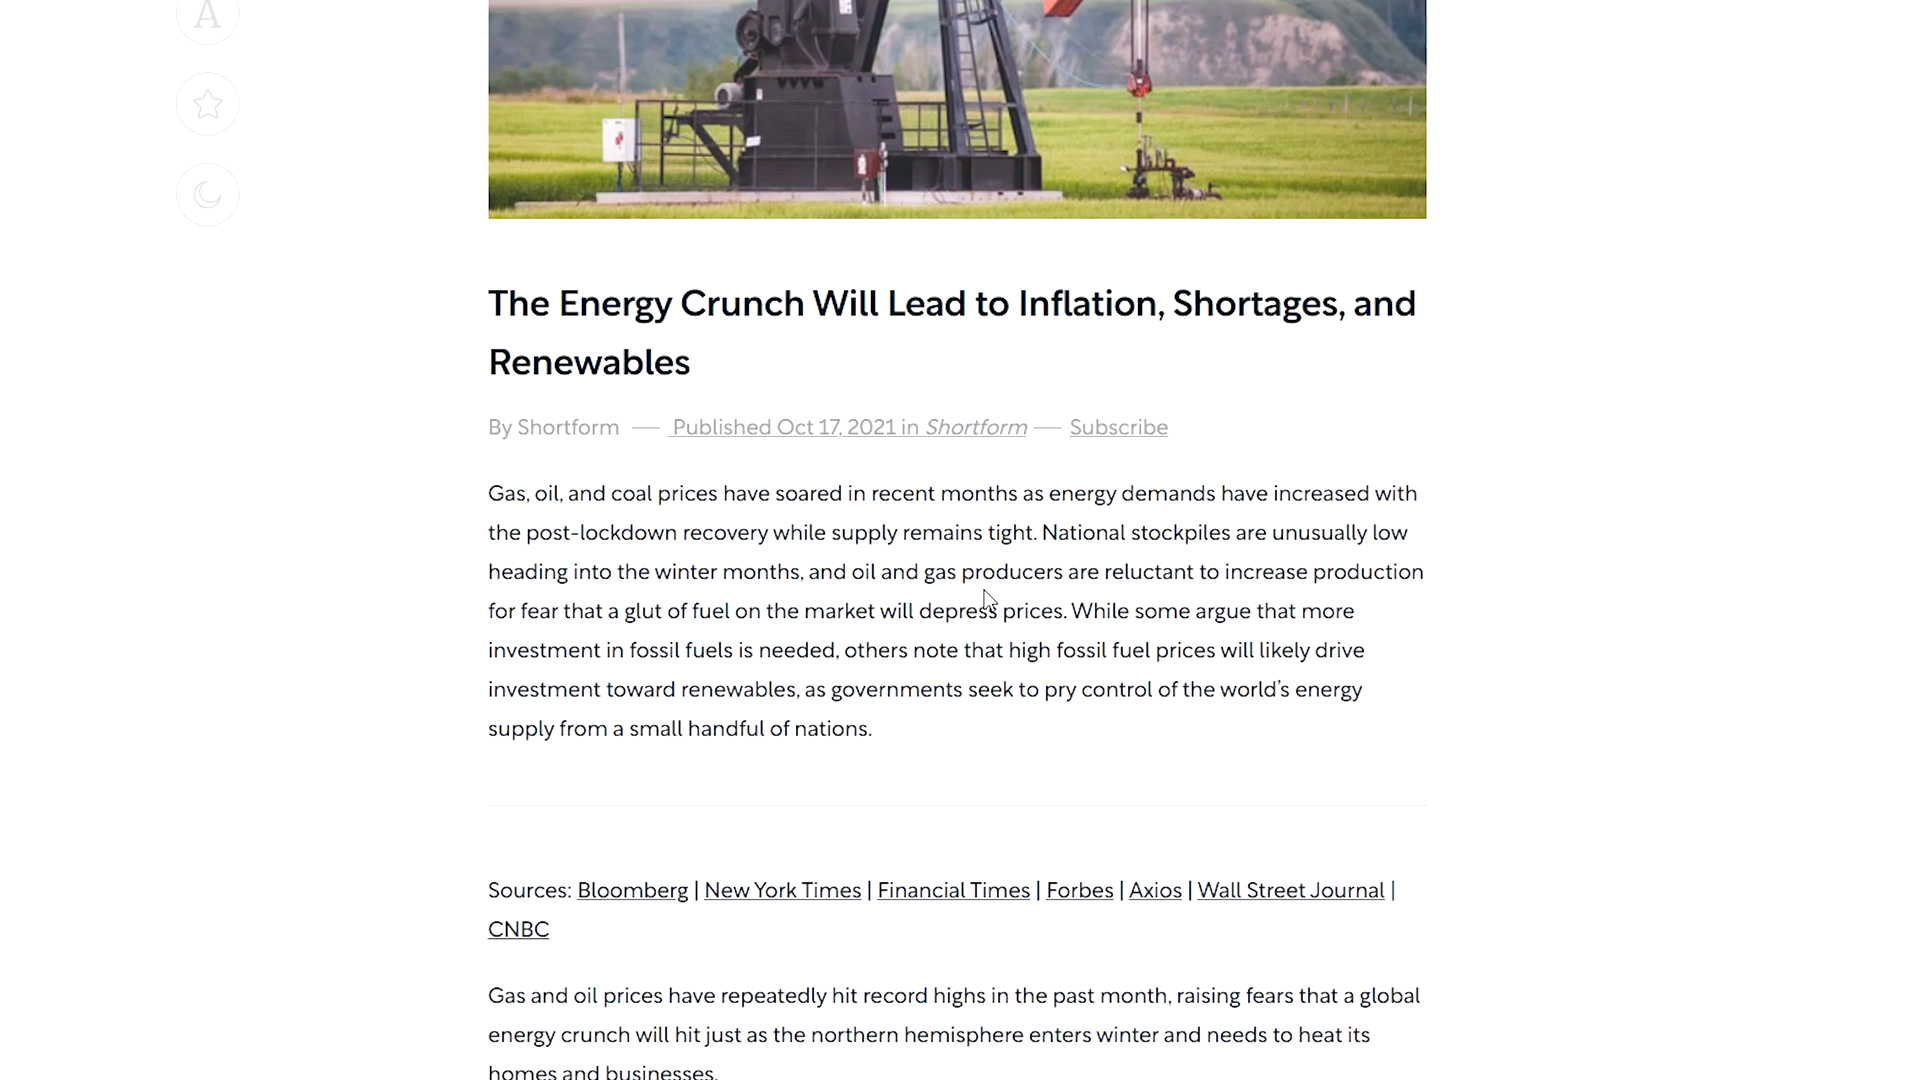 A
The Energy Crunch Will Lead to Inflation, Shortages, and
Renewables
By Shortform — Published Oct 17, 2021 in Shortform — Subscribe
Gas, oil, and coal prices have soared in recent months as energy demands have increased with
the post-lockdown recovery while supply remains tight. National stockpiles are unusually low
heading into the winter months, and oil and gas producers are reluctant to increase production
for fear that a glut of fuel on the market will depress prices. While some argue that more
investment in fossil fuels is needed, others note that high fossil fuel prices will likely drive
investment toward renewables, as governments seek to pry control of the world’s energy
supply from a small handful of nations.
Sources: Bloomberg | New York Times | Financial Times | Forbes | Axios | Wall Street Journal |
CNBC
Gas and oil prices have repeatedly hit record highs in the past month, raising fears that a global
energy crunch will hit just as the northern hemisphere enters winter and needs to heat its
homes and businesses.